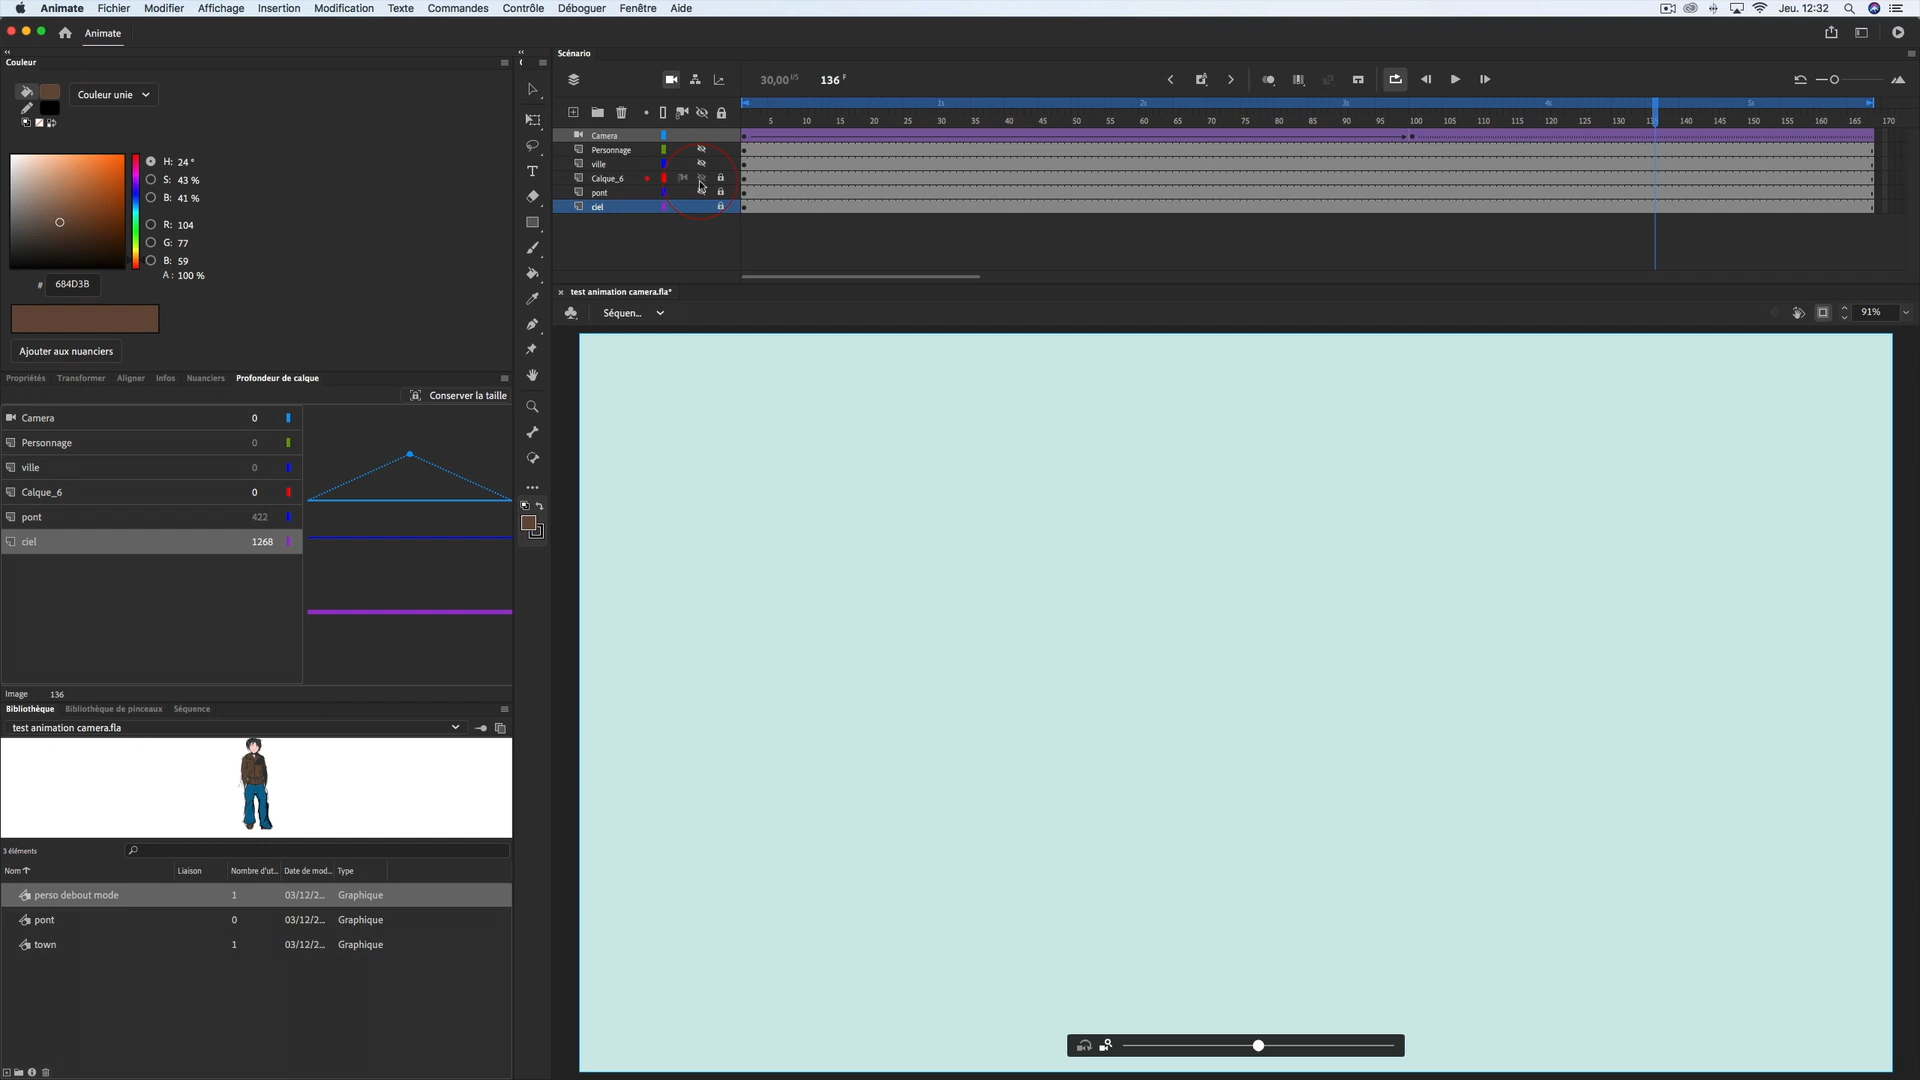 Animate Fichier Modifier Affichage Insertion Modification Texte Commandes Contrôle Déboguer Fenêtre Aide
Jeu. 12:32
Animate
Couleur
Couleur unie
H: 24 °
S: 43 %
B: 41 %
R: 104
G: 77
B: 59
A : 100 %
# 684D3B
Ajouter aux nuanciers
Propriétés Transformer Aligner Infos Nuanciers Profondeur de calque
Conserver la taille
Camera 0
Personnage 0
ville 0
Calque_6 0
pont 422
ciel 1268
Image 136
Bibliothèque Bibliothèque de pinceaux Séquence
test animation camera.fla
3 éléments
Nom Liaison Nombre d'ut... Date de mod... Type
perso debout mode 1 03/12/2... Graphique
pont 0 03/12/2... Graphique
town 1 03/12/2... Graphique
Scénario
30,00 I/S 136 F
1s 2s 3s 4s 5s
5 10 15 20 25 30 35 40 45 50 55 60 65 70 75 80 85 90 95 100 105 110 115 120 125 130 135 140 145 150 155 160 165 170
Camera
Personnage
ville
Calque_6
pont
ciel
test animation camera.fla*
Séquen...
91%